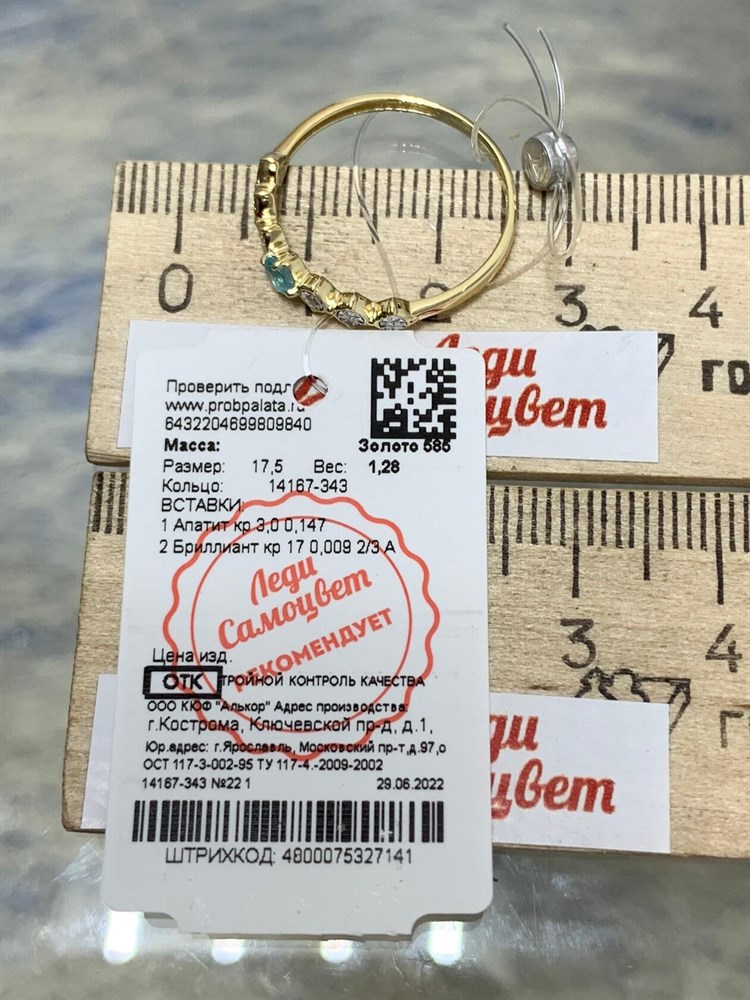 0
3
4
Леди
Самоцвет
Проверить подл
www.probpalata.ru
6432204699809840
Масса: Золото 585
Размер: 17,5 Вес: 1,28
Кольцо: 14167-343
ВСТАВКИ:
1 Апатит кр 3,0 0,147
2 Бриллиант кр 17 0,009 2/3 А
Леди
Самоцвет
РЕКОМЕНДУЕТ
Цена изд.
ОТК ТРОЙНОЙ КОНТРОЛЬ КАЧЕСТВА
ООО КЮФ "Алькор" Адрес производства:
г.Кострома, Ключевской пр-д, д.1,
Юр.адрес: г.Ярославль, Московский пр-т,д.97,о
ОСТ 117-3-002-95 ТУ 117-4.-2009-2002
14167-343 №22 1 29.06.2022
ШТРИХКОД: 4800075327141
3
4